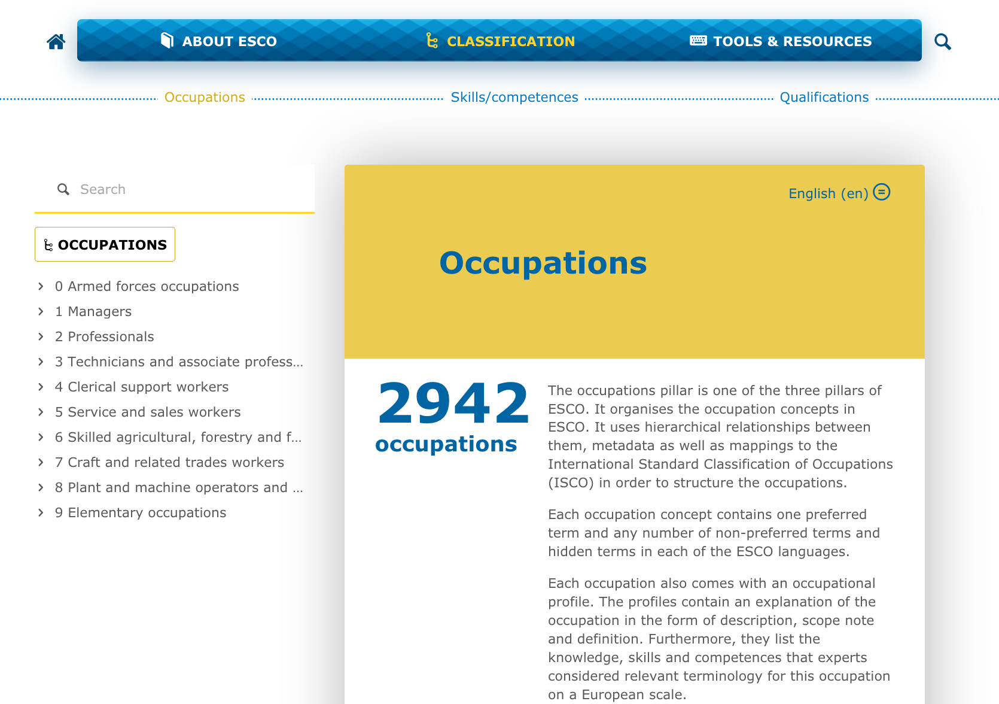 ABOUT ESCO
CLASSIFICATION
TOOLS & RESOURCES
Occupations
Skills/competences
Qualifications
Search
OCCUPATIONS
0 Armed forces occupations
1 Managers
2 Professionals
3 Technicians and associate profess...
4 Clerical support workers
5 Service and sales workers
6 Skilled agricultural, forestry and f...
7 Craft and related trades workers
8 Plant and machine operators and ...
9 Elementary occupations
English (en)
Occupations
2942
occupations
The occupations pillar is one of the three pillars of
ESCO. It organises the occupation concepts in
ESCO. It uses hierarchical relationships between
them, metadata as well as mappings to the
International Standard Classification of Occupations
(ISCO) in order to structure the occupations.
Each occupation concept contains one preferred
term and any number of non-preferred terms and
hidden terms in each of the ESCO languages.
Each occupation also comes with an occupational
profile. The profiles contain an explanation of the
occupation in the form of description, scope note
and definition. Furthermore, they list the
knowledge, skills and competences that experts
considered relevant terminology for this occupation
on a European scale.